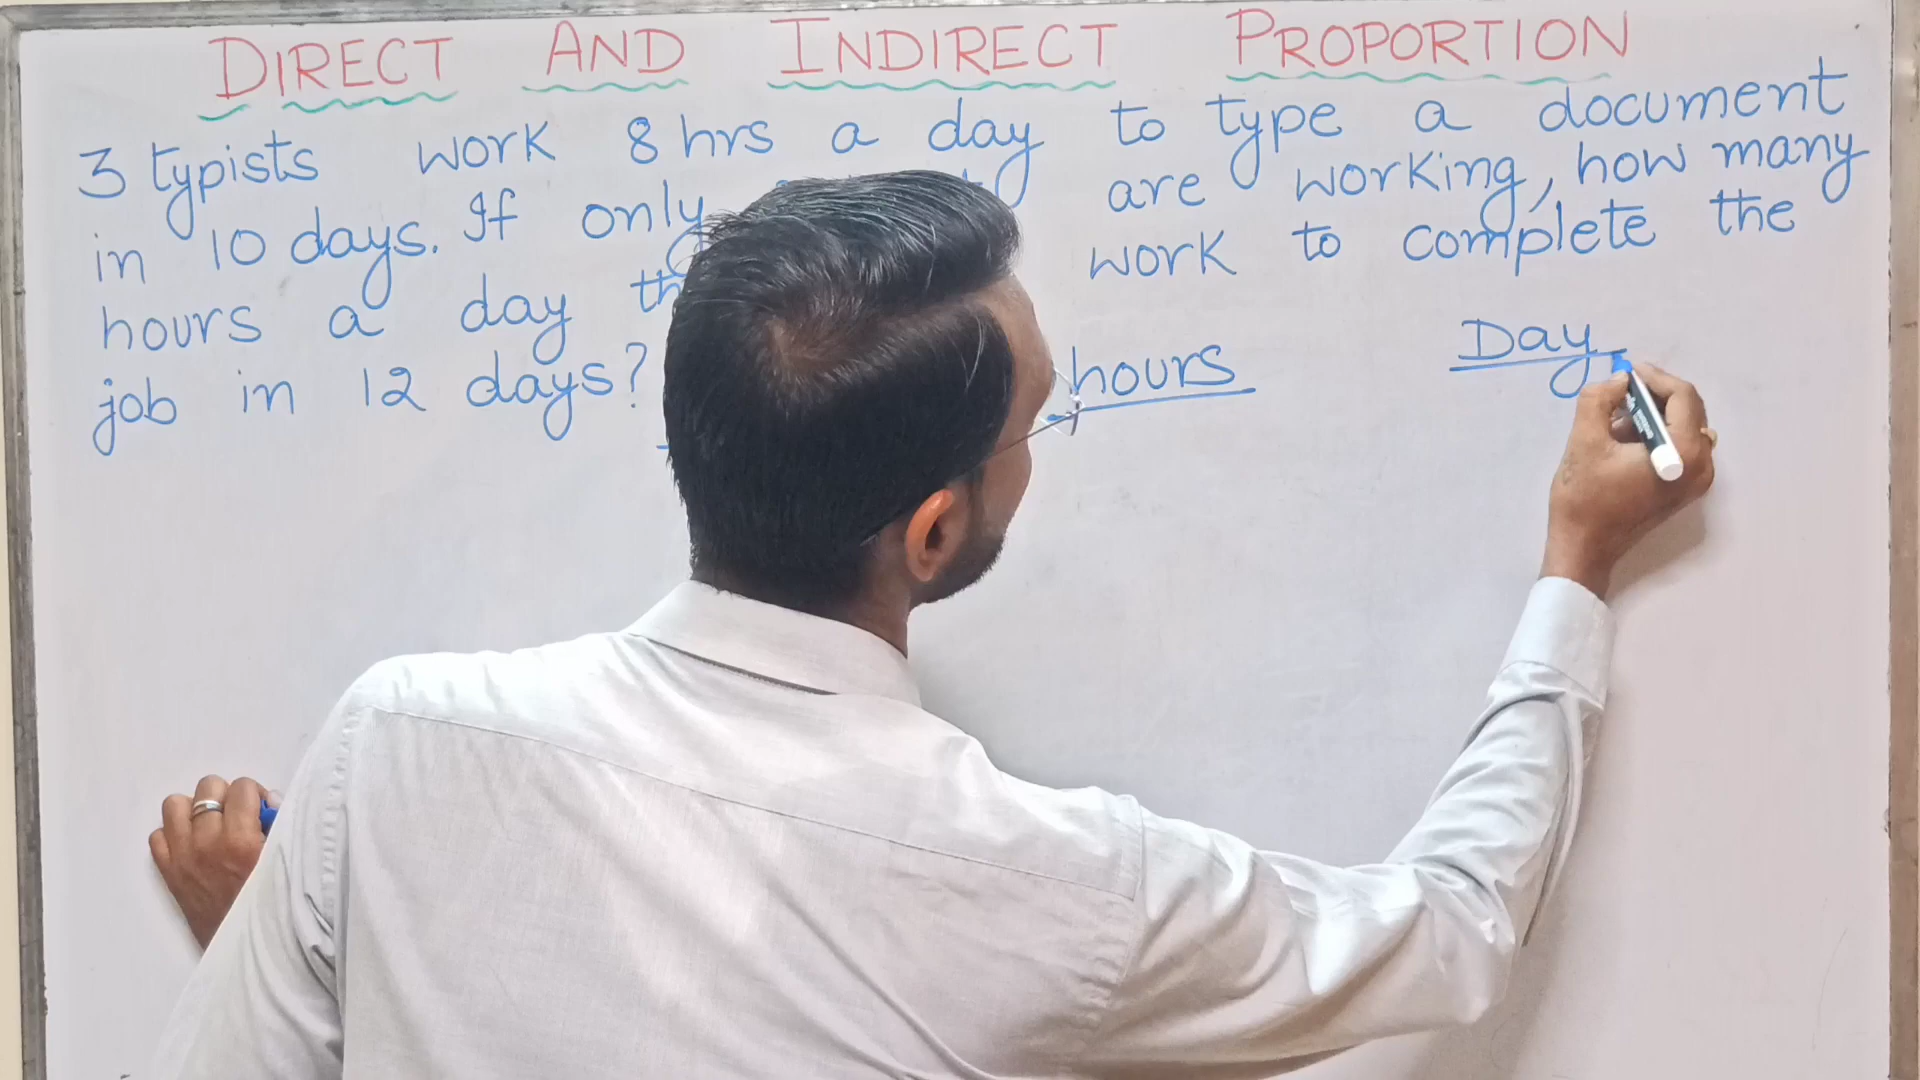 DIRECT AND INDIRECT PROPORTION
3 typists work 8 hrs a day to type a document
in 10 days. If only are working, how many
hours a day work to complete the
job in 12 days?
hours Day